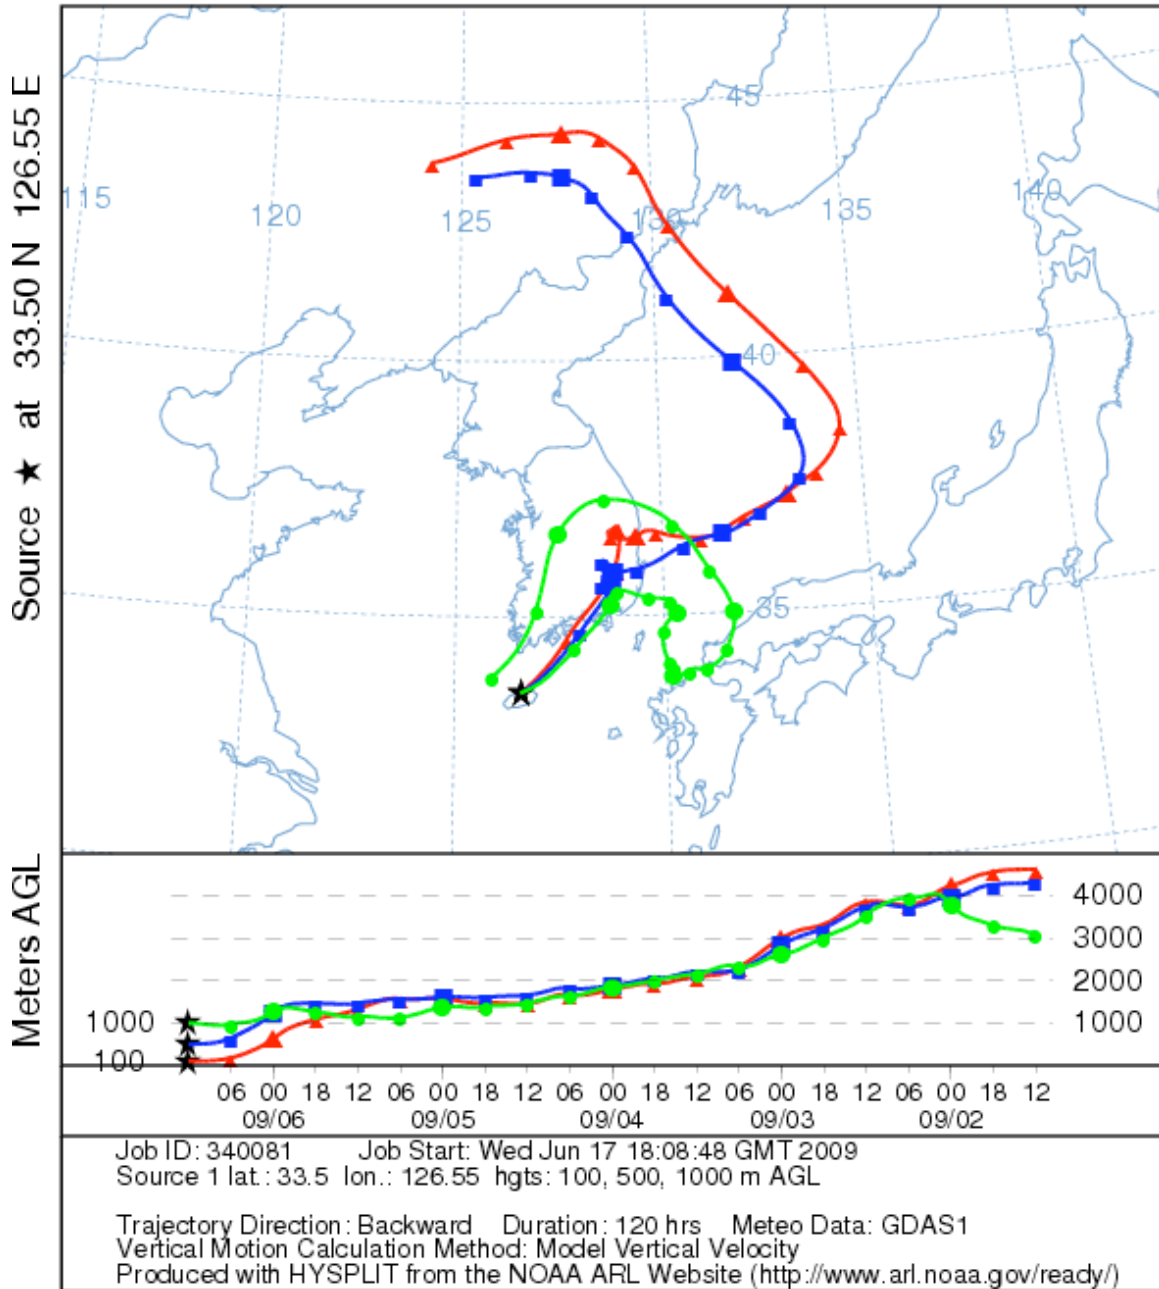 Source ★ at 33.50 N 126.55 E
45
115
120
125
130
135
140
40
35
Meters AGL
4000
3000
2000
1000
1000
100
06 00 18 12 06 00 18 12 06 00 18 12 06 00 18 12 06 00 18 12
09/06 09/05 09/04 09/03 09/02
Job ID: 340081 Job Start: Wed Jun 17 18:08:48 GMT 2009
Source 1 lat.: 33.5 lon.: 126.55 hgts: 100, 500, 1000 m AGL
Trajectory Direction: Backward Duration: 120 hrs Meteo Data: GDAS1
Vertical Motion Calculation Method: Model Vertical Velocity
Produced with HYSPLIT from the NOAA ARL Website (http://www.arl.noaa.gov/ready/)